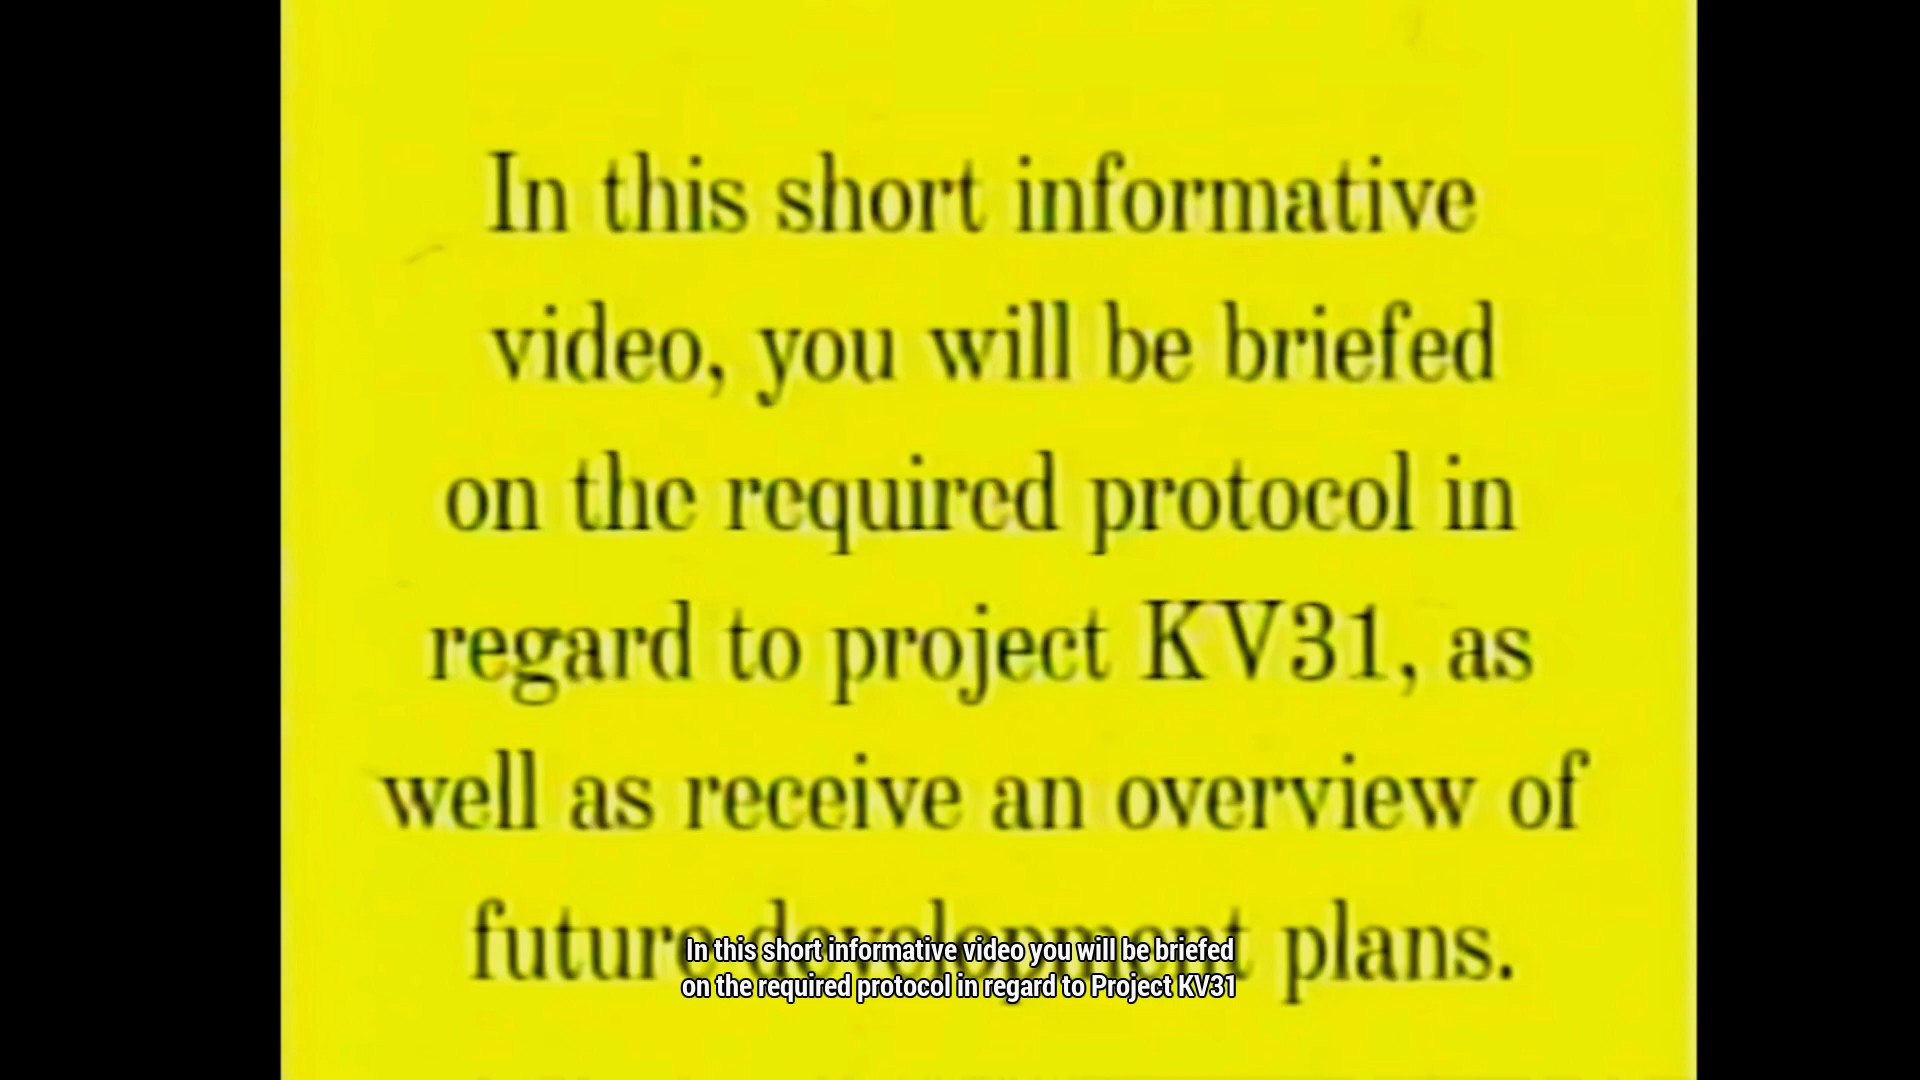 In this short informative
video, you will be briefed
on the required protocol in
regard to project KV31, as
well as receive an overview of
future development plans.
In this short informative video you will be briefed
on the required protocol in regard to Project KV31